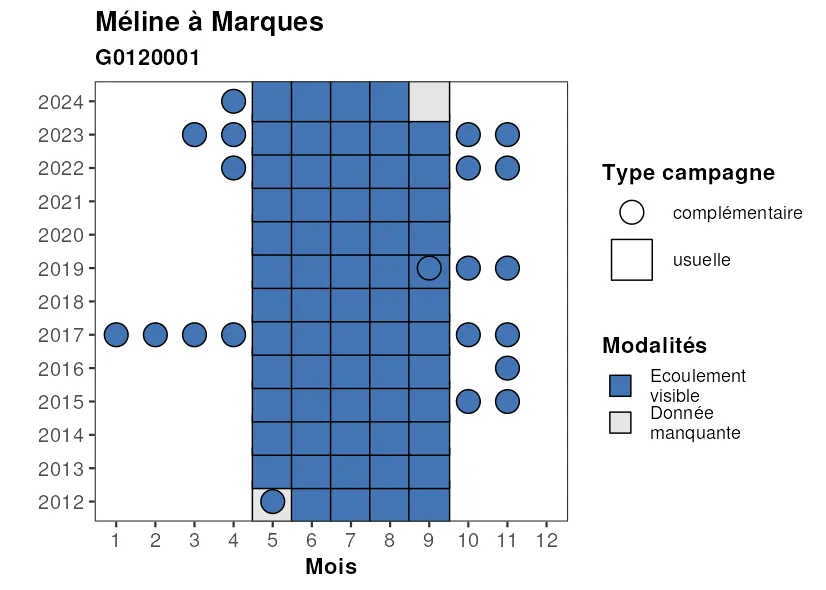 Méline à Marques
G0120001
2024
2023
2022
2021
2020
2019
2018
2017
2016
2015
2014
2013
2012
1 2 3 4 5 6 7 8 9 10 11 12
Mois
Type campagne
complémentaire
usuelle
Modalités
Ecoulement
visible
Donnée
manquante